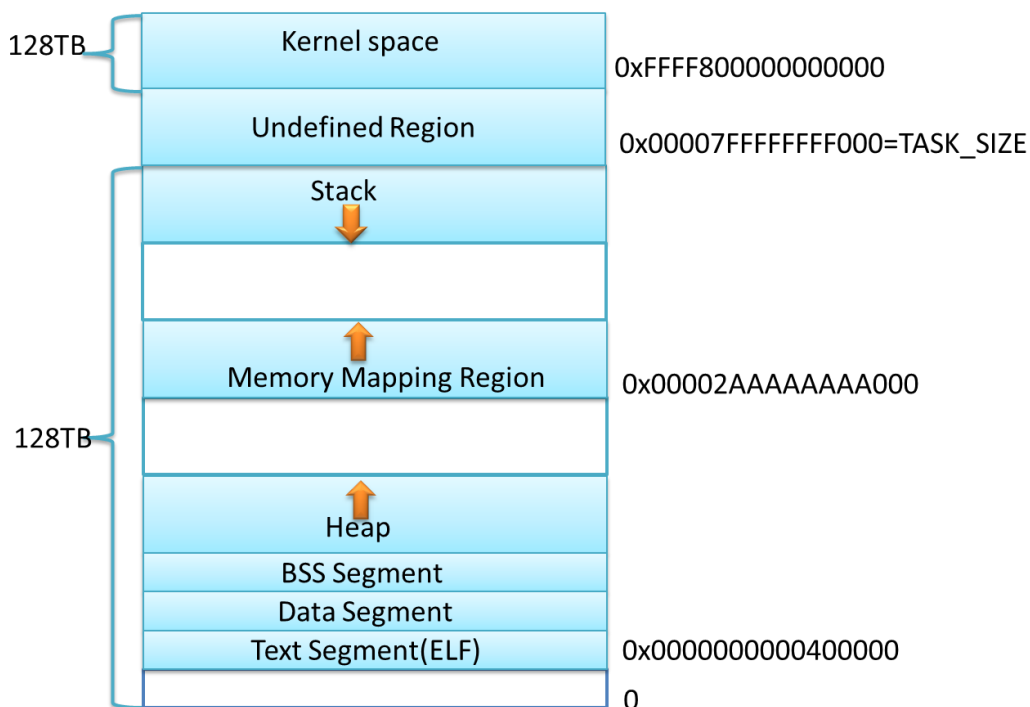 128TB
Kernel space
0xFFFF800000000000
Undefined Region
0x00007FFFFFFFF000=TASK_SIZE
Stack
Memory Mapping Region
0x00002AAAAAAAA000
128TB
Heap
BSS Segment
Data Segment
Text Segment(ELF)
0x0000000000400000
0